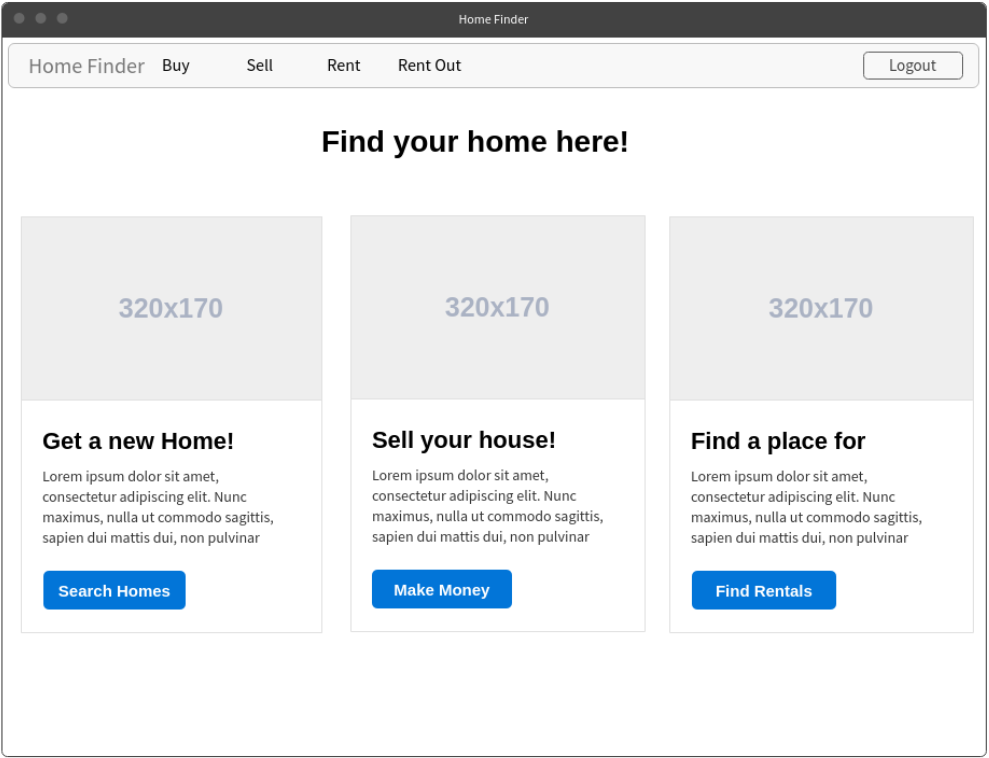 Home Finder
Home Finder Buy Sell Rent Rent Out Logout
Find your home here!
320x170
Get a new Home!
Lorem ipsum dolor sit amet,
consectetur adipiscing elit. Nunc
maximus, nulla ut commodo sagittis,
sapien dui mattis dui, non pulvinar
Search Homes
320x170
Sell your house!
Lorem ipsum dolor sit amet,
consectetur adipiscing elit. Nunc
maximus, nulla ut commodo sagittis,
sapien dui mattis dui, non pulvinar
Make Money
320x170
Find a place for
Lorem ipsum dolor sit amet,
consectetur adipiscing elit. Nunc
maximus, nulla ut commodo sagittis,
sapien dui mattis dui, non pulvinar
Find Rentals